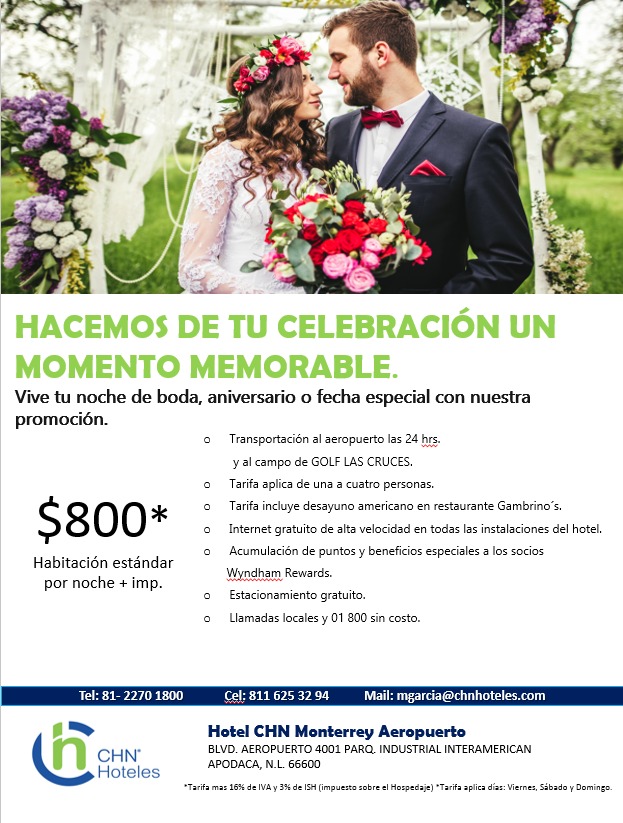 HACEMOS DE TU CELEBRACIÓN UN
MOMENTO MEMORABLE.
Vive tu noche de boda, aniversario o fecha especial con nuestra
promoción.
o Transportación al aeropuerto las 24 hrs.
y al campo de GOLF LAS CRUCES.
o Tarifa aplica de una a cuatro personas.
o Tarifa incluye desayuno americano en restaurante Gambrino´s.
o Internet gratuito de alta velocidad en todas las instalaciones del hotel.
o Acumulación de puntos y beneficios especiales a los socios
Wyndham Rewards.
o Estacionamiento gratuito.
o Llamadas locales y 01 800 sin costo.
$800*
Habitación estándar
por noche + imp.
Tel: 81- 2270 1800 Cel: 811 625 32 94 Mail: mgarcia@chnhoteles.com
h
CHN®
Hoteles
Hotel CHN Monterrey Aeropuerto
BLVD. AEROPUERTO 4001 PARQ. INDUSTRIAL INTERAMERICAN
APODACA, N.L. 66600
*Tarifa mas 16% de IVA y 3% de ISH (impuesto sobre el Hospedaje) *Tarifa aplica días: Viernes, Sábado y Domingo.